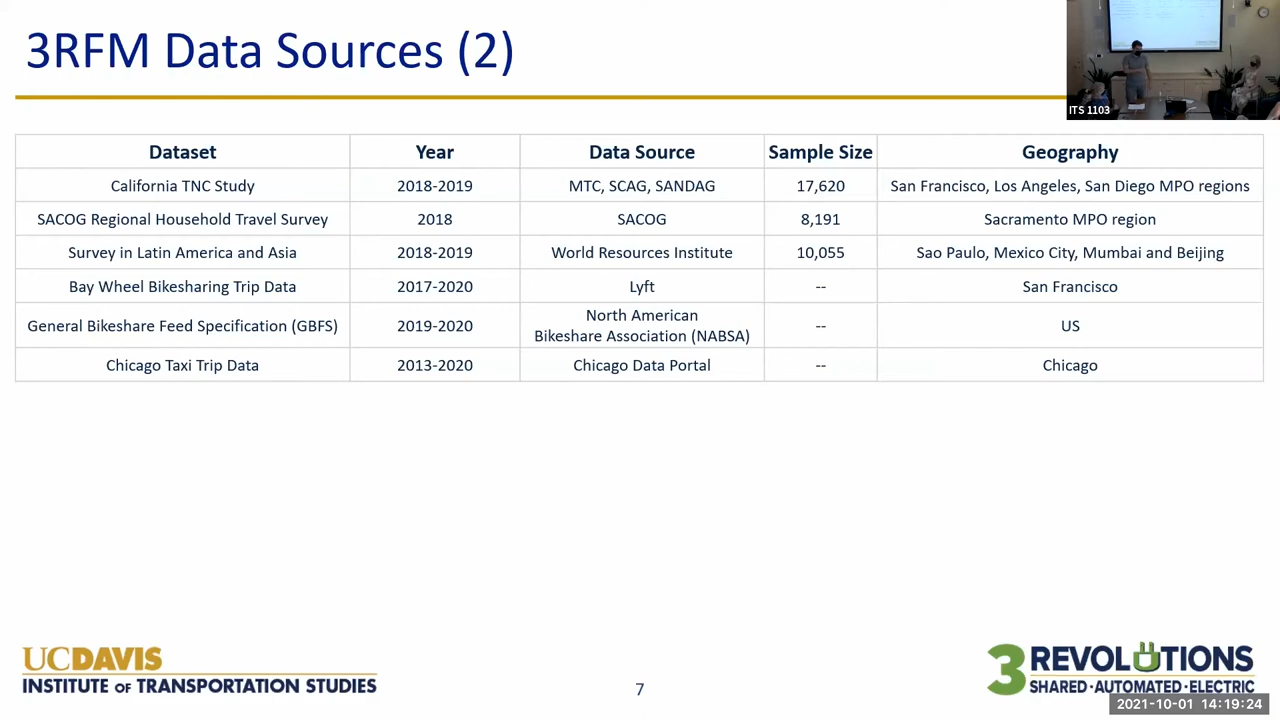 3RFM Data Sources (2)
ITS 1103
Dataset Year Data Source Sample Size Geography
California TNC Study 2018-2019 MTC, SCAG, SANDAG 17,620 San Francisco, Los Angeles, San Diego MPO regions
SACOG Regional Household Travel Survey 2018 SACOG 8,191 Sacramento MPO region
Survey in Latin America and Asia 2018-2019 World Resources Institute 10,055 Sao Paulo, Mexico City, Mumbai and Beijing
Bay Wheel Bikesharing Trip Data 2017-2020 Lyft -- San Francisco
General Bikeshare Feed Specification (GBFS) 2019-2020 North American
Bikeshare Association (NABSA) -- US
Chicago Taxi Trip Data 2013-2020 Chicago Data Portal -- Chicago
UCDAVIS
INSTITUTE OF TRANSPORTATION STUDIES
7
3 REVOLUTIONS
SHARED·AUTOMATED·ELECTRIC
2021-10-01 14:19:24